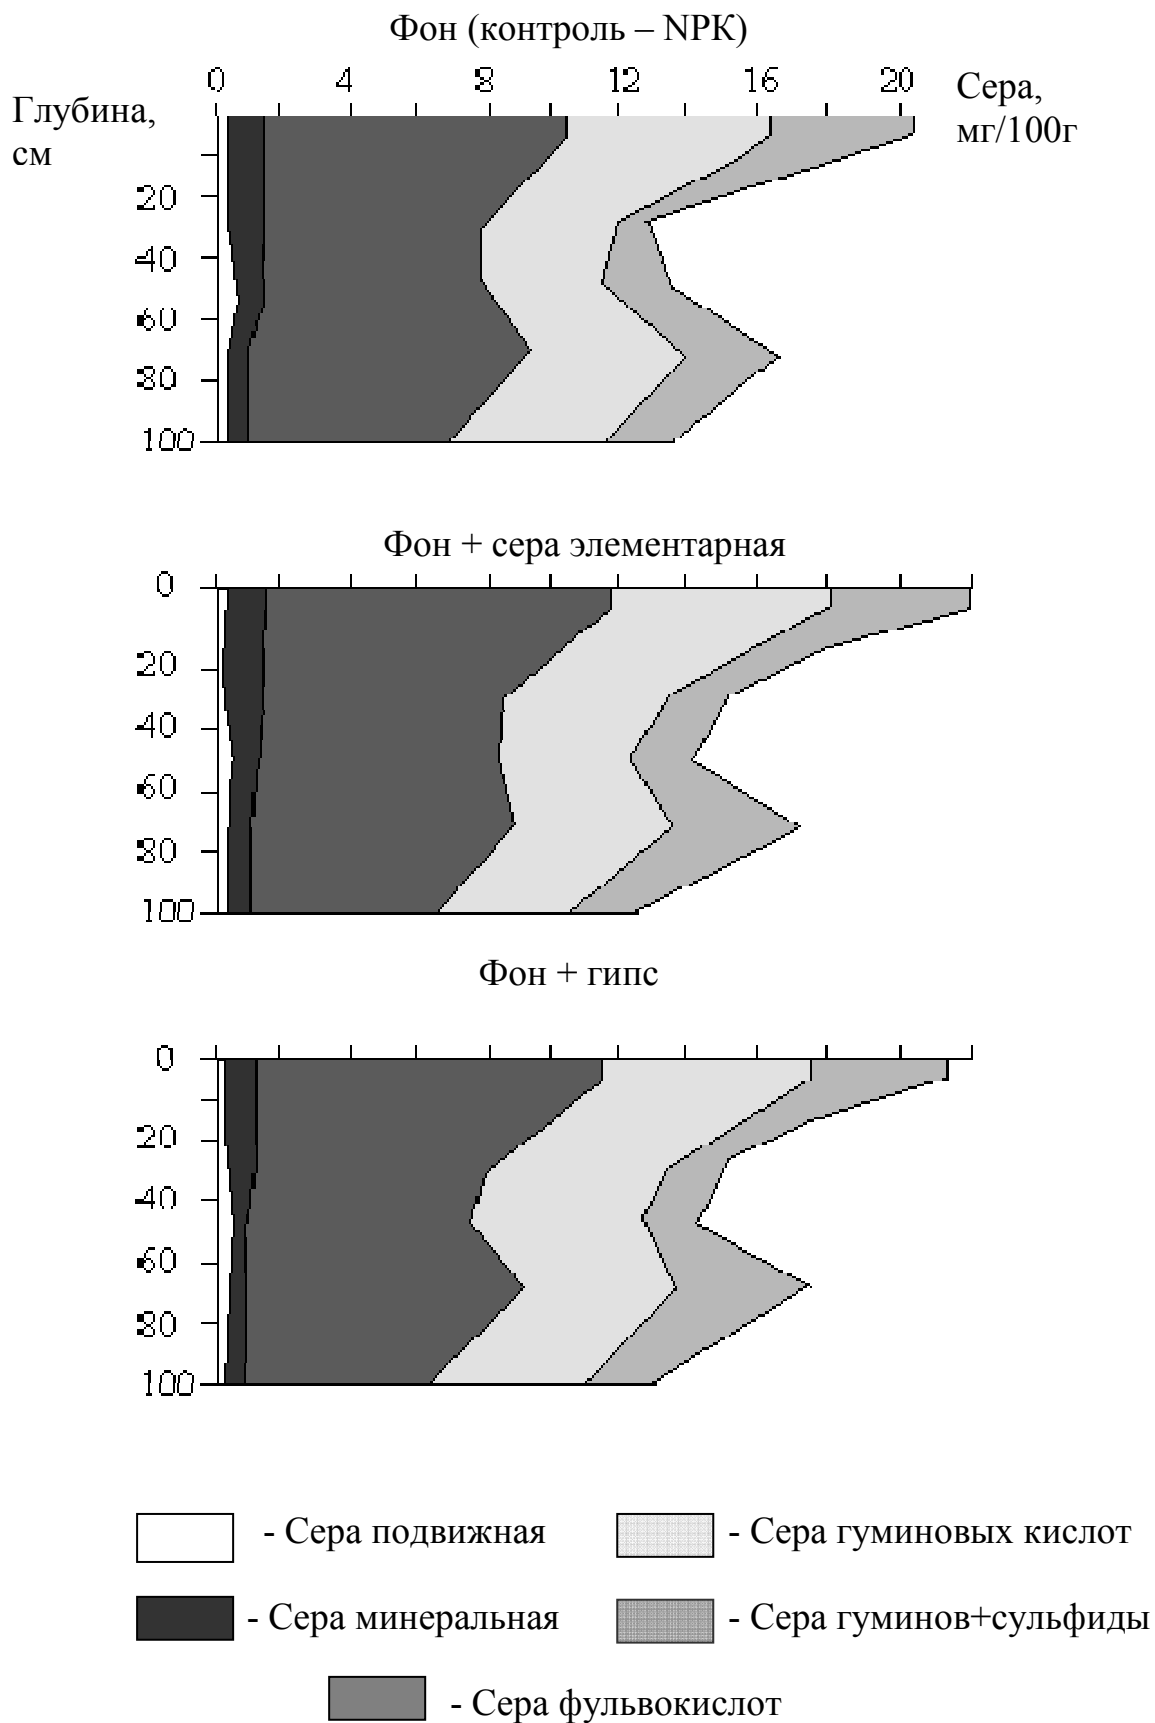 Фон (контроль – NPК)
0 4 8 12 16 20
Сера,
мг/100г
Глубина,
см
20
40
60
80
100
Фон + сера элементарная
0
20
40
60
80
100
Фон + гипс
0
20
40
60
80
100
- Сера подвижная
- Сера гуминовых кислот
- Сера минеральная
- Сера гуминов+сульфиды
- Сера фульвокислот